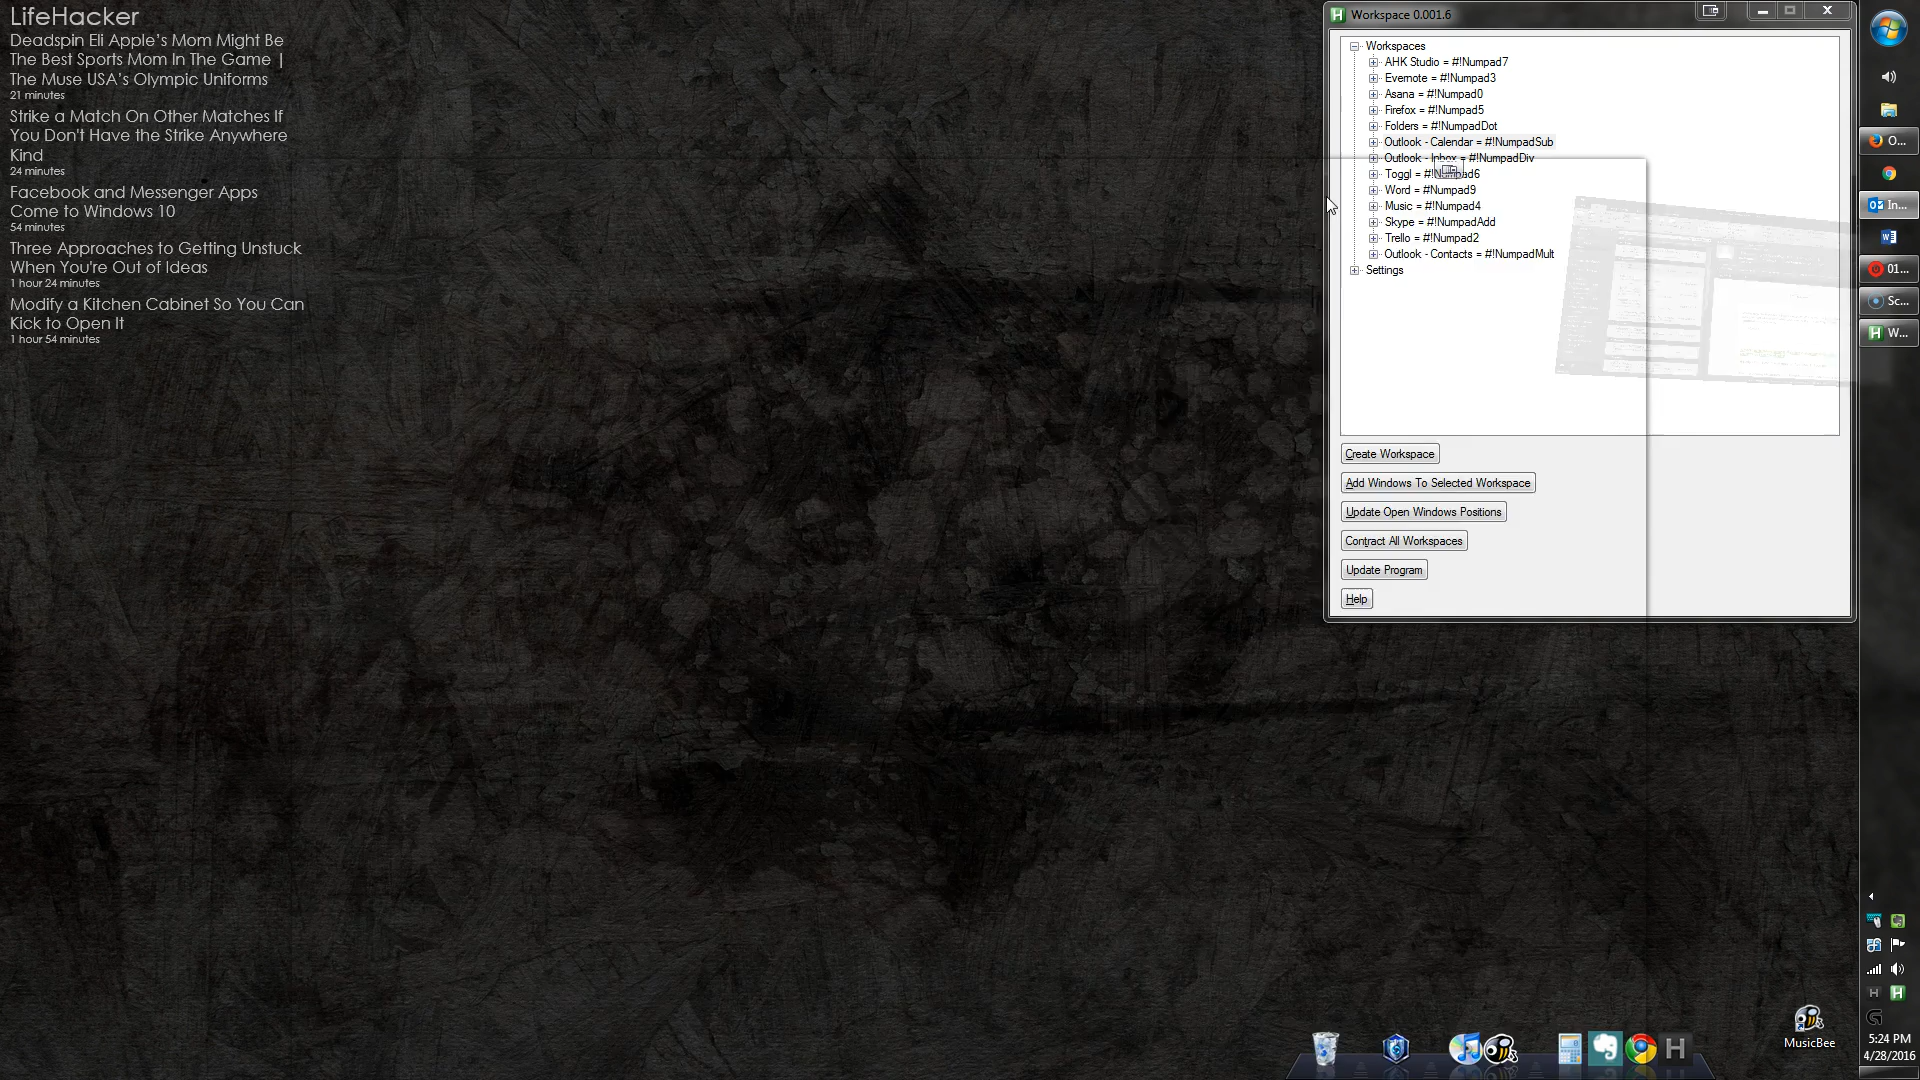 LifeHacker
Deadspin Eli Apple’s Mom Might Be
The Best Sports Mom In The Game |
The Muse USA’s Olympic Uniforms
21 minutes
Strike a Match On Other Matches If
You Don't Have the Strike Anywhere
Kind
24 minutes
Facebook and Messenger Apps
Come to Windows 10
54 minutes
Three Approaches to Getting Unstuck
When You're Out of Ideas
1 hour 24 minutes
Modify a Kitchen Cabinet So You Can
Kick to Open It
1 hour 54 minutes
Workspace 0.001.6
Workspaces
AHK Studio = #!Numpad7
Evernote = #!Numpad3
Asana = #!Numpad0
Firefox = #!Numpad5
Folders = #!NumpadDot
Outlook - Calendar = #!NumpadSub
Outlook - Inbox = #!NumpadDiv
Toggl = #!Numpad6
Word = #!Numpad9
Music = #!Numpad4
Skype = #!NumpadAdd
Trello = #!Numpad2
Outlook - Contacts = #!NumpadMult
Settings
Create Workspace
Add Windows To Selected Workspace
Update Open Windows Positions
Contract All Workspaces
Update Program
Help
O...
In...
01...
Sc...
W...
MusicBee
5:24 PM
4/28/2016